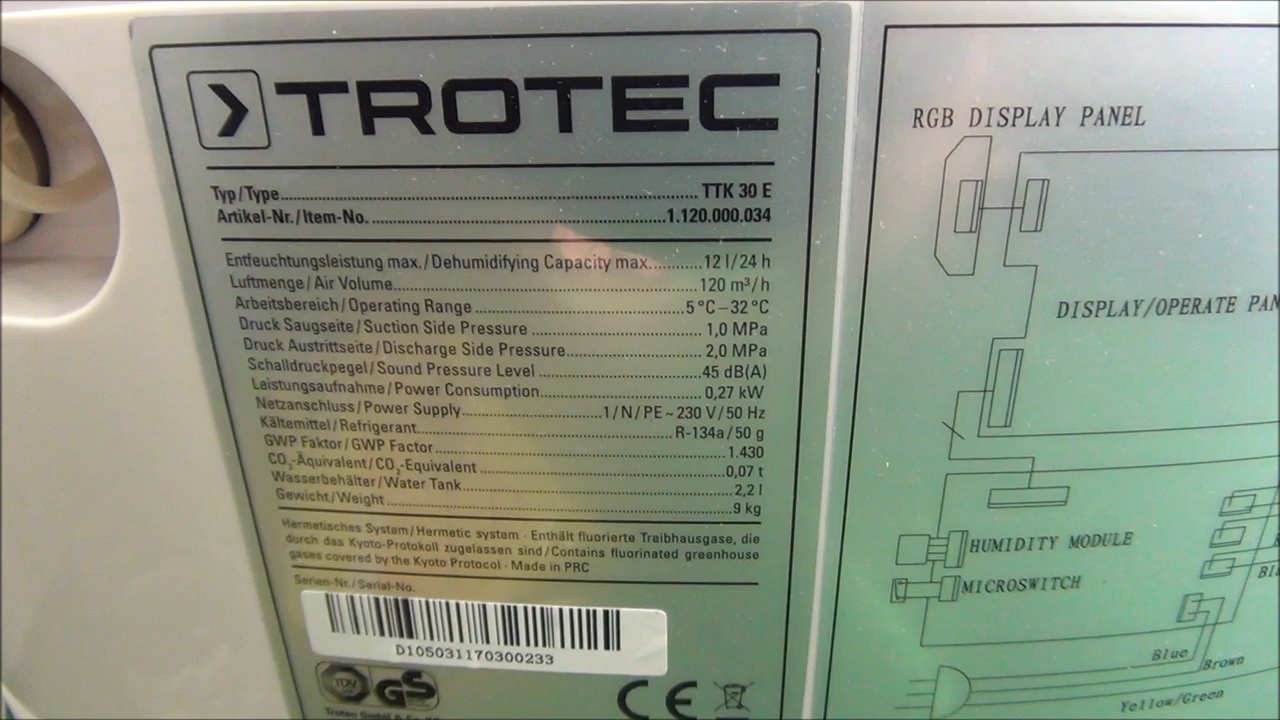 TROTEC
Typ/Type TTK 30 E
Artikel-Nr./Item-No. 1.120.000.034
Entfeuchtungsleistung max./Dehumidifying Capacity max. 12 l/24 h
Luftmenge/Air Volume 120 m³/h
Arbeitsbereich/Operating Range 5°C–32°C
Druck Saugseite/Suction Side Pressure 1,0 MPa
Druck Austrittseite/Discharge Side Pressure 2,0 MPa
Schalldruckpegel/Sound Pressure Level 45 dB(A)
Leistungsaufnahme/Power Consumption 0,27 kW
Netzanschluss/Power Supply 1/N/PE~230 V/50 Hz
Kältemittel/Refrigerant R-134a/50 g
GWP Faktor/GWP Factor 1.430
CO₂-Äquivalent/CO₂-Equivalent 0,07 t
Wasserbehälter/Water Tank 2,2 l
Gewicht/Weight 9 kg
Hermetisches System/Hermetic system · Enthält fluorierte Treibhausgase, die
durch das Kyoto-Protokoll zugelassen sind/Contains fluorinated greenhouse
gases covered by the Kyoto Protocol · Made in PRC
Serien-Nr./Serial-No.
D105031170300233
TÜV GS CE
RGB DISPLAY PANEL
DISPLAY/OPERATE PAN
HUMIDITY MODULE
MICROSWITCH
Blue
Brown
Yellow/Green